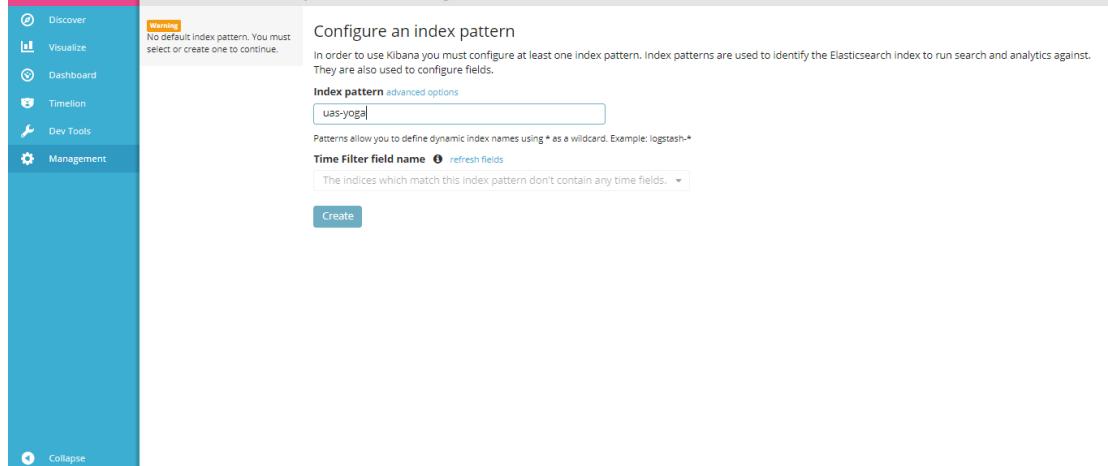 Discover
Visualize
Dashboard
Timelion
Dev Tools
Management
Collapse
Warning
No default index pattern. You must
select or create one to continue.
Configure an index pattern
In order to use Kibana you must configure at least one index pattern. Index patterns are used to identify the Elasticsearch index to run search and analytics against.
They are also used to configure fields.
Index pattern advanced options
uas-yoga
Patterns allow you to define dynamic index names using * as a wildcard. Example: logstash-*
Time Filter field name refresh fields
The indices which match this index pattern don't contain any time fields.
Create